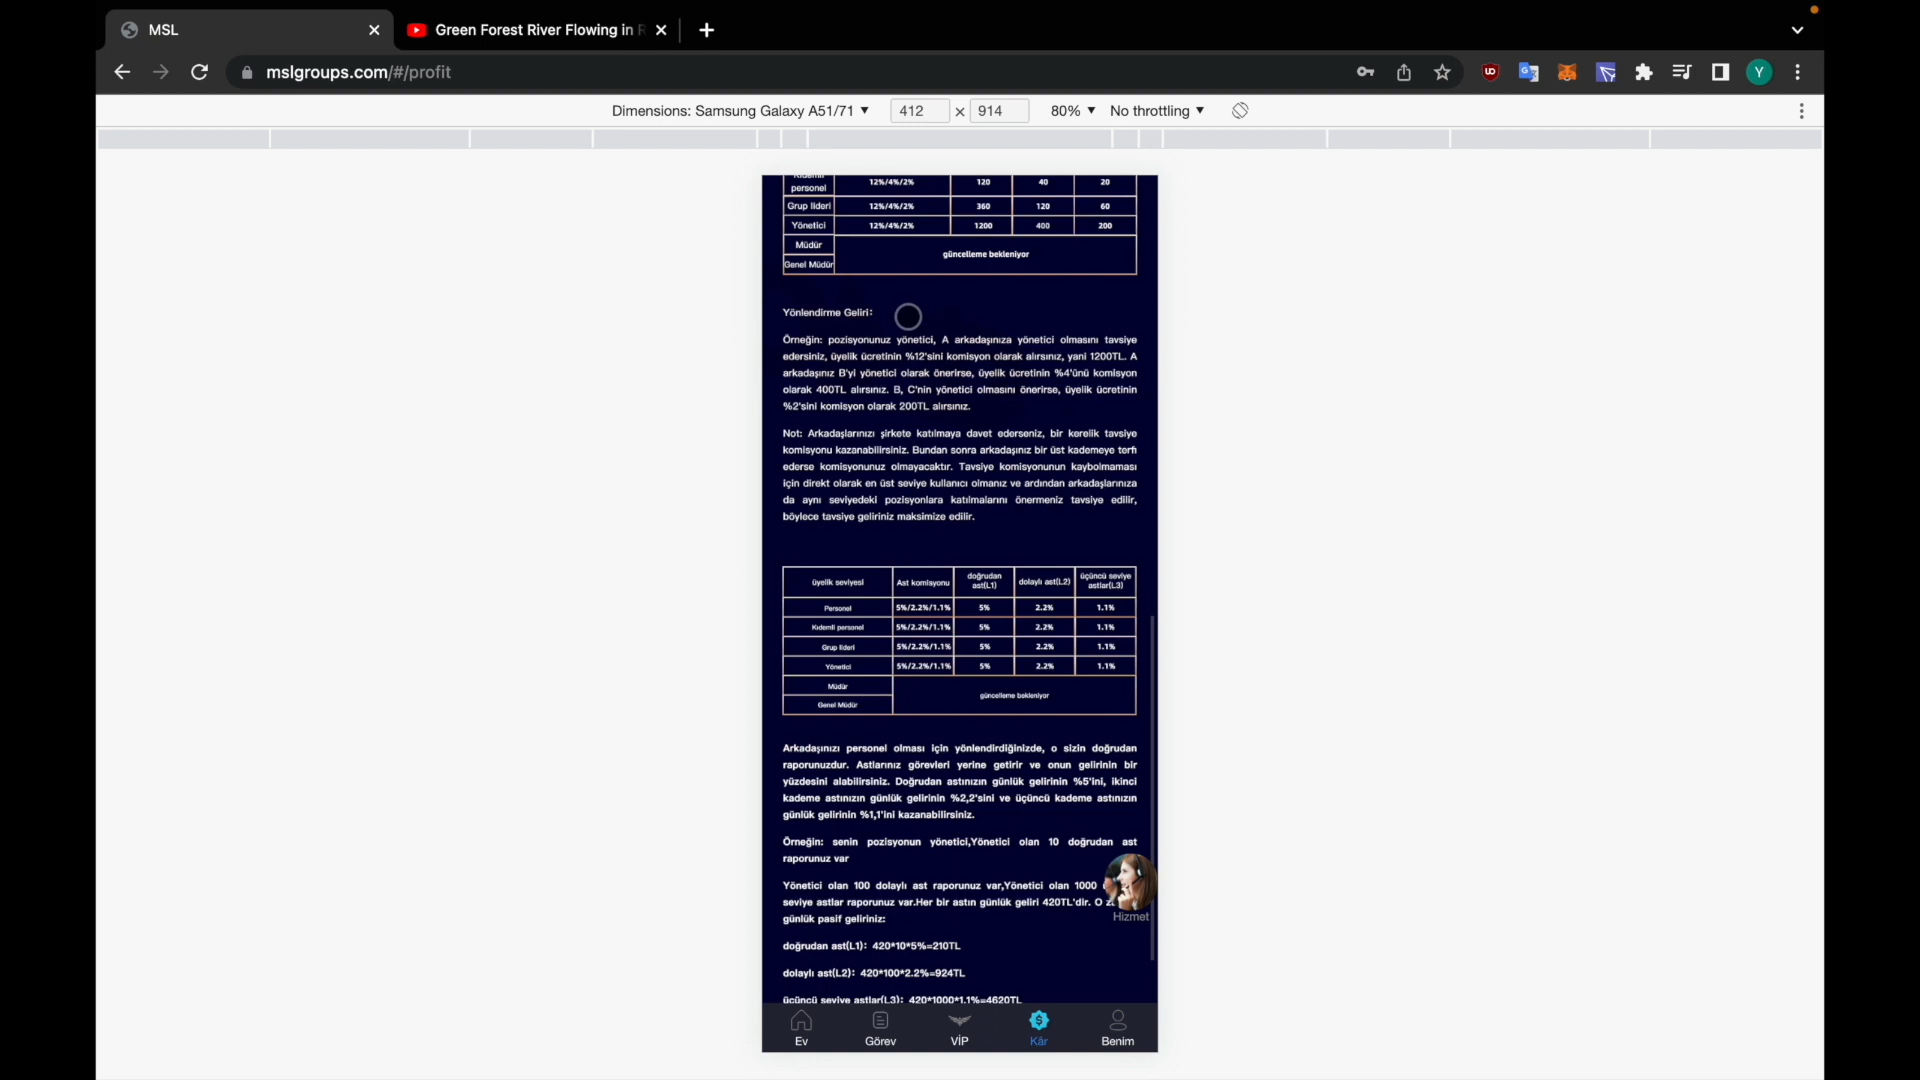 MSL
Green Forest River Flowing in
mslgroups.com/#/profit
Dimensions: Samsung Galaxy A51/71 412 × 914 80% No throttling
personel 12%/4%/2% 120 40 20
Grup lideri 12%/4%/2% 360 120 60
Yönetici 12%/4%/2% 1200 400 200
Müdür
güncelleme bekleniyor
Genel Müdür
Yönlendirme Geliri:
Örneğin: pozisyonunuz yönetici, A arkadaşınıza yönetici olmasını tavsiye
edersiniz, üyelik ücretinin %12'sini komisyon olarak alırsınız, yani 1200TL. A
arkadaşınız B'yi yönetici olarak önerirse, üyelik ücretinin %4'ünü komisyon
olarak 400TL alırsınız. B, C'nin yönetici olmasını önerirse, üyelik ücretinin
%2'sini komisyon olarak 200TL alırsınız.
Not: Arkadaşlarınızı şirkete katılmaya davet ederseniz, bir kerelik tavsiye
komisyonu kazanabilirsiniz. Bundan sonra arkadaşınız bir üst kademeye terfi
ederse komisyonunuz olmayacaktır. Tavsiye komisyonunun kaybolmaması
için direkt olarak en üst seviye kullanıcı olmanız ve ardından arkadaşlarınıza
da aynı seviyedeki pozisyonlara katılmalarını önermeniz tavsiye edilir,
böylece tavsiye geliriniz maksimize edilir.
üyelik seviyesi Ast komisyonu doğrudan ast(L1) dolaylı ast(L2) üçüncü seviye astlar(L3)
Personel 5%/2.2%/1.1% 5% 2.2% 1.1%
Kıdemli personel 5%/2.2%/1.1% 5% 2.2% 1.1%
Grup lideri 5%/2.2%/1.1% 5% 2.2% 1.1%
Yönetici 5%/2.2%/1.1% 5% 2.2% 1.1%
Müdür
güncelleme bekleniyor
Genel Müdür
Arkadaşınızı personel olması için yönlendirdiğinizde, o sizin doğrudan
raporunuzdur. Astlarınız görevleri yerine getirir ve onun gelirinin bir
yüzdesini alabilirsiniz. Doğrudan astınızın günlük gelirinin %5'ini, ikinci
kademe astınızın günlük gelirinin %2,2'sini ve üçüncü kademe astınızın
günlük gelirinin %1,1'ini kazanabilirsiniz.
Örneğin: senin pozisyonun yönetici,Yönetici olan 10 doğrudan ast
raporunuz var
Yönetici olan 100 dolaylı ast raporunuz var,Yönetici olan 1000
seviye astlar raporunuz var.Her bir astın günlük geliri 420TL'dir. O
günlük pasif geliriniz:
Hizmet
doğrudan ast(L1): 420*10*5%=210TL
dolaylı ast(L2): 420*100*2.2%=924TL
üçüncü seviye astlar(L3): 420*1000*1.1%=4620TL
Ev Görev VİP Kâr Benim